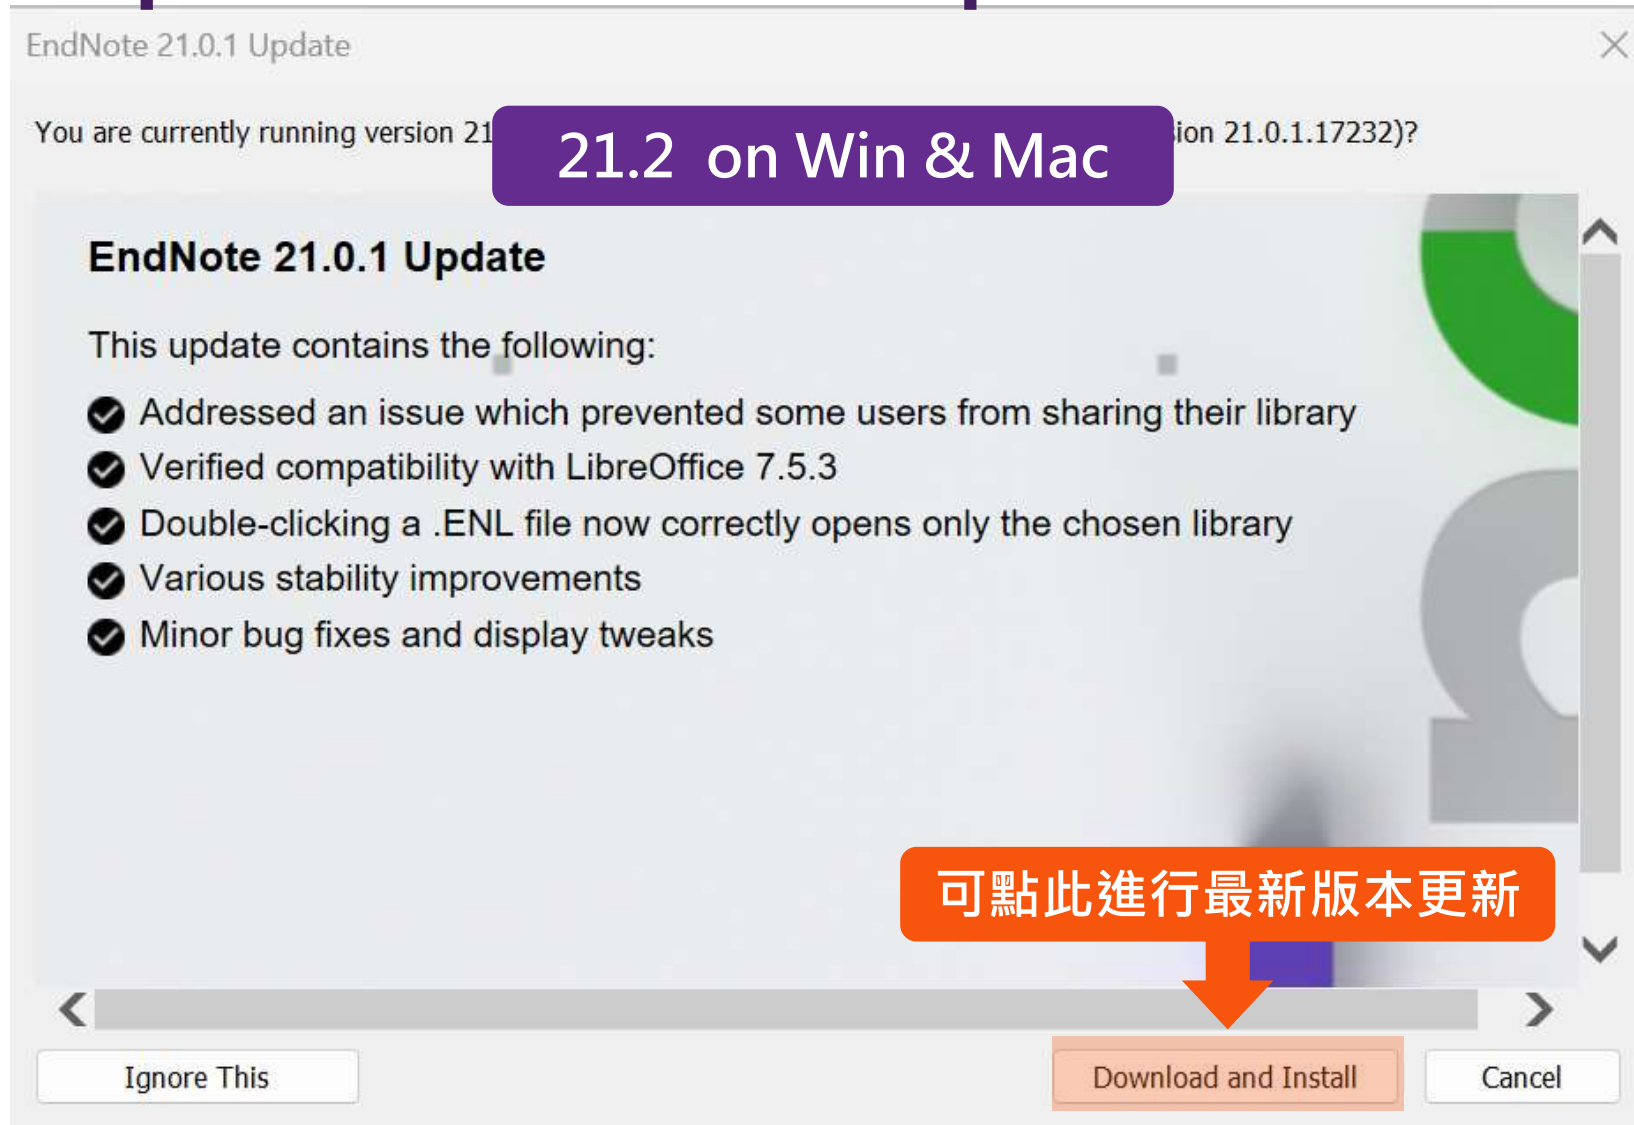 EndNote 21.0.1 Update
You are currently running version 21
21.2 on Win & Mac
ion 21.0.1.17232)?
EndNote 21.0.1 Update
This update contains the following:
Addressed an issue which prevented some users from sharing their library
Verified compatibility with LibreOffice 7.5.3
Double-clicking a .ENL file now correctly opens only the chosen library
Various stability improvements
Minor bug fixes and display tweaks
可點此進行最新版本更新
Ignore This
Download and Install
Cancel